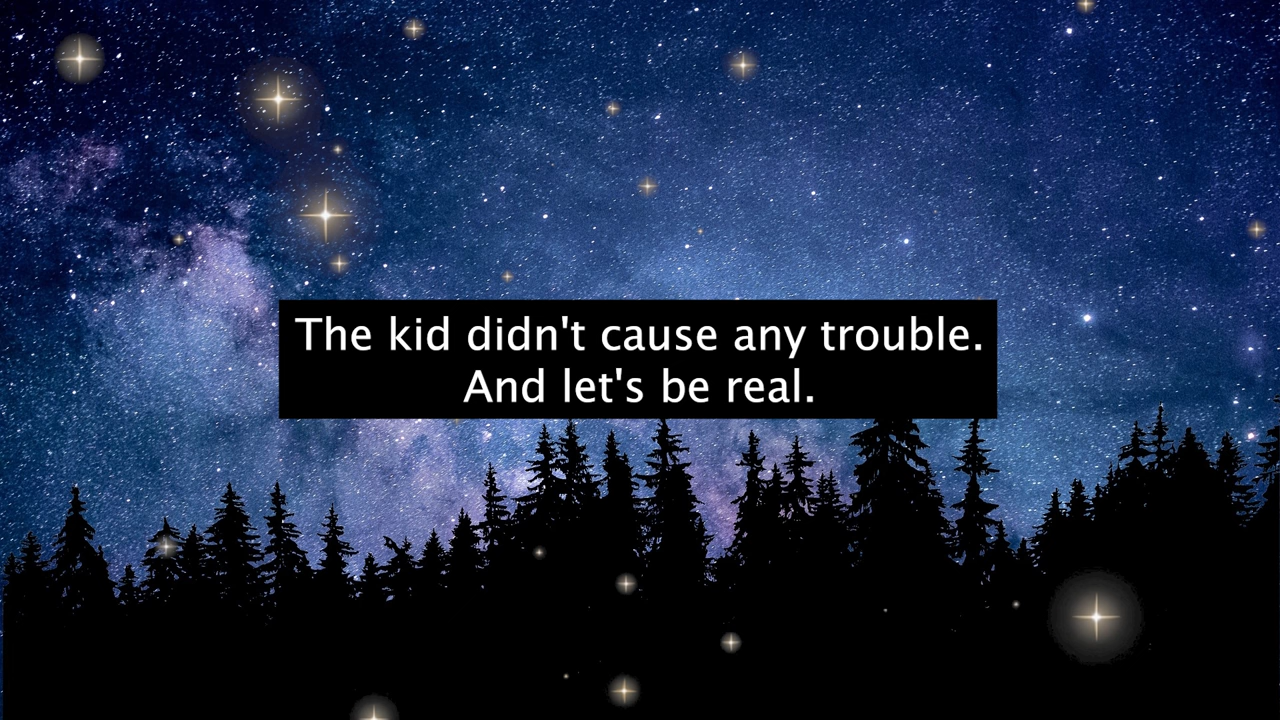 The kid didn't cause any trouble.
And let's be real.